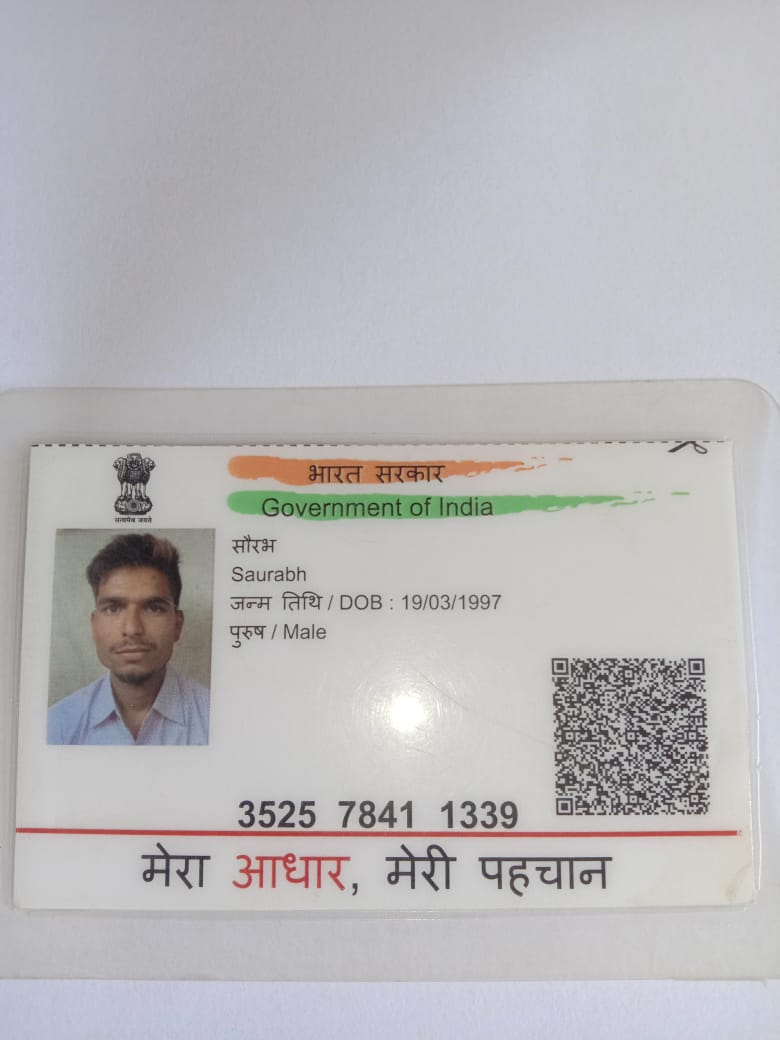 भारत सरकार
Government of India
सत्यमेव जयते
सौरभ
Saurabh
जन्म तिथि / DOB : 19/03/1997
पुरुष / Male
3525 7841 1339
मेरा आधार, मेरी पहचान